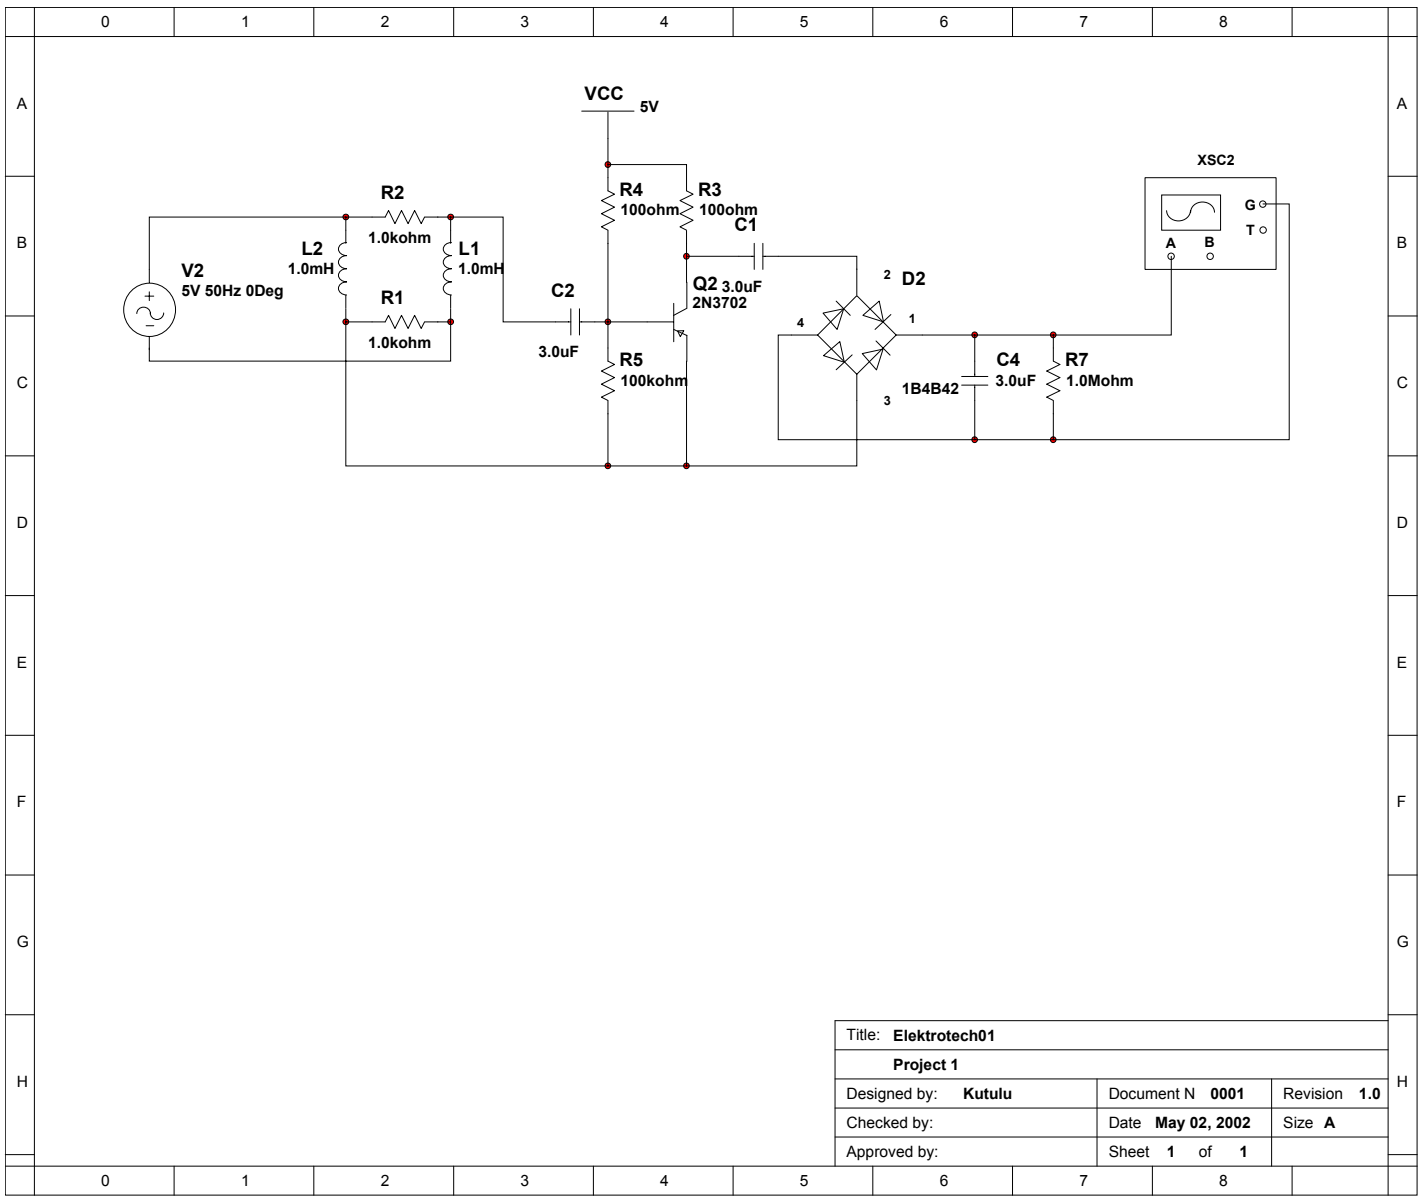 0 1 2 3 4 5 6 7 8
A A
VCC
5V
XSC2
R2
R4
R3
100ohm
100ohm
G
T
A B
B B
1.0kohm
C1
L2
1.0mH
L1
1.0mH
V2
5V 50Hz 0Deg
R1
C2
Q2
2N3702
3.0uF
2 D2
1
4
1.0kohm
3.0uF
R5
100kohm
C4
3.0uF
R7
1.0Mohm
1B4B42
3
C C
D D
E E
F F
G G
Title: Elektrotech01
Project 1
H H
Designed by: Kutulu Document N 0001 Revision 1.0
Checked by: Date May 02, 2002 Size A
Approved by: Sheet 1 of 1
0 1 2 3 4 5 6 7 8